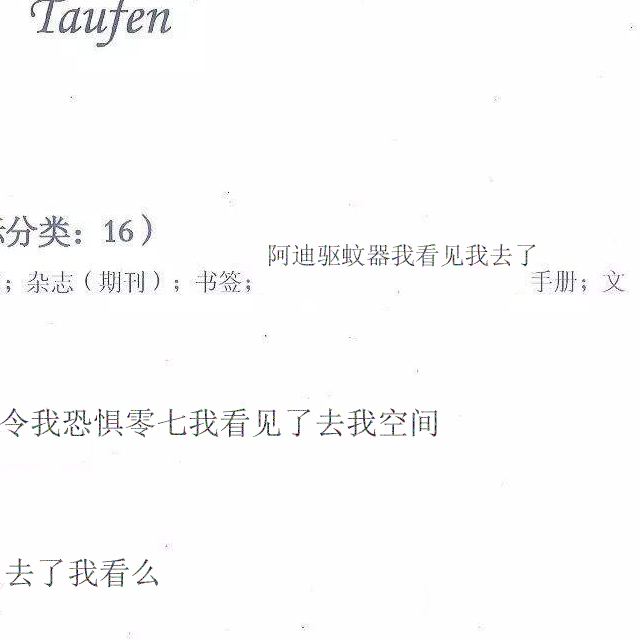 Taufen
分类：16）
阿迪驱蚊器我看见我去了
；杂志（期刊）；书签； 手册；文
令我恐惧零七我看见了去我空间
去了我看么